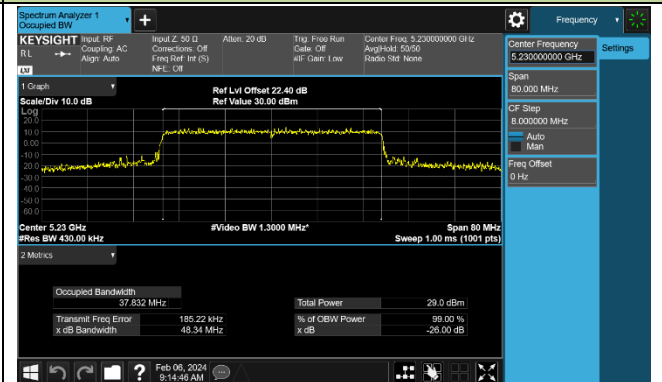 Spectrum Analyzer 1
Occupied BW
+
Frequency
KEYSIGHT
RL
LXI
Input: RF
Coupling: AC
Align: Auto
Input Z: 50 Ω
Corrections: Off
Freq Ref: Int (S)
NFE: Off
Atten: 20 dB
Trig: Free Run
Gate: Off
#IF Gain: Low
Center Freq: 5.230000000 GHz
Avg|Hold: 50/50
Radio Std: None
Center Frequency
5.230000000 GHz
Settings
Span
80.000 MHz
CF Step
8.000000 MHz
Auto
Man
Freq Offset
0 Hz
1 Graph
Scale/Div 10.0 dB
Ref Lvl Offset 22.40 dB
Ref Value 30.00 dBm
Log
20.0
10.0
0.00
-10.0
-20.0
-30.0
-40.0
-50.0
-60.0
Center 5.23 GHz
#Video BW 1.3000 MHz*
Span 80 MHz
#Res BW 430.00 kHz
Sweep 1.00 ms (1001 pts)
2 Metrics
Occupied Bandwidth
37.832 MHz
Total Power 29.0 dBm
Transmit Freq Error 185.22 kHz
% of OBW Power 99.00 %
x dB Bandwidth 48.34 MHz
x dB -26.00 dB
?
Feb 06, 2024
9:14:46 AM